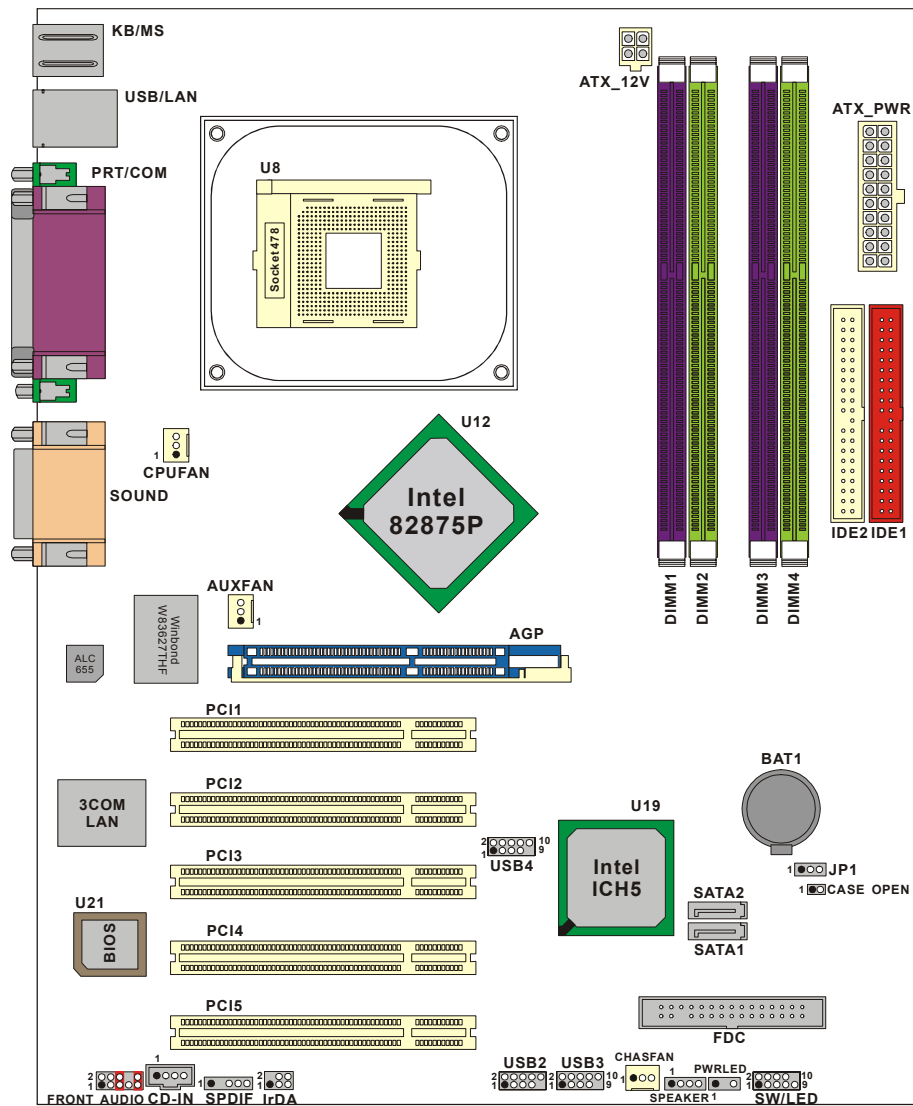 KB/MS
ATX_12V
USB/LAN
ATX_PWR
PRT/COM
U8
Socket478
U12
1
CPUFAN
Intel
82875P
SOUND
IDE2 IDE1
AUXFAN
1
DIMM1
DIMM2
DIMM3
DIMM4
Winbond
W83627THF
ALC
655
AGP
PCI1
BAT1
PCI2
3COM
LAN
U19
2 10
1 9
USB4
PCI3
Intel
ICH5
1 JP1
1 CASE OPEN
SATA2
U21
BIOS
PCI4
SATA1
PCI5
FDC
USB2 USB3
CHASFAN
PWRLED
2
1
FRONT AUDIO
1
CD-IN
1
SPDIF
2
1
IrDA
2
1
2 10
1 9
1
1
SPEAKER
1
2 10
1 9
SW/LED